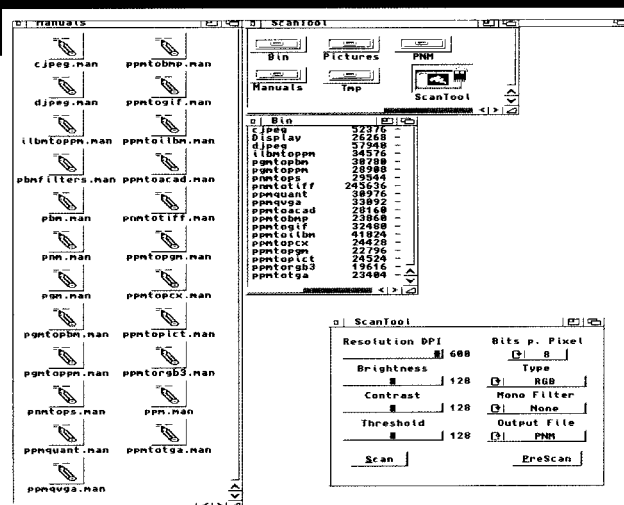 Manuals
cjpeg.man ppmtobmp.man
djpeg.man ppmtogif.man
ilbmtoppm.man ppmtoilbm.man
pbmfilters.man ppmtoacad.man
pbm.man pnmtotiff.man
pnm.man ppmtopgm.man
pgm.man ppmtopcx.man
pgmtopbm.man ppmtopict.man
pgmtoppm.man ppmtorgb3.man
pnmtops.man ppm.man
ppmquant.man ppmtotga.man
ppmqvga.man
ScanTool
Bin Pictures PNM
Manuals Tmp ScanTool
Bin
cjpeg 52376 -
Display 26268 -
djpeg 57940 -
ilbmtoppm 34576 -
pgmtopbm 30780 -
pgmtoppm 28908 -
pnmtops 29544 -
pnmtotiff 245636 -
ppmquant 30976 -
ppmqvga 33092 -
ppmtoacad 28160 -
ppmtobmp 23860 -
ppmtogif 32480 -
ppmtoilbm 41824 -
ppmtopcx 24428 -
ppmtopgm 22796 -
ppmtopict 24524 -
ppmtorgb3 19616 -
ppmtotga 23404 -
ScanTool
Resolution DPI Bits p. Pixel
600 8
Brightness Type
128 RGB
Contrast Mono Filter
128 None
Threshold Output File
128 PNM
Scan PreScan